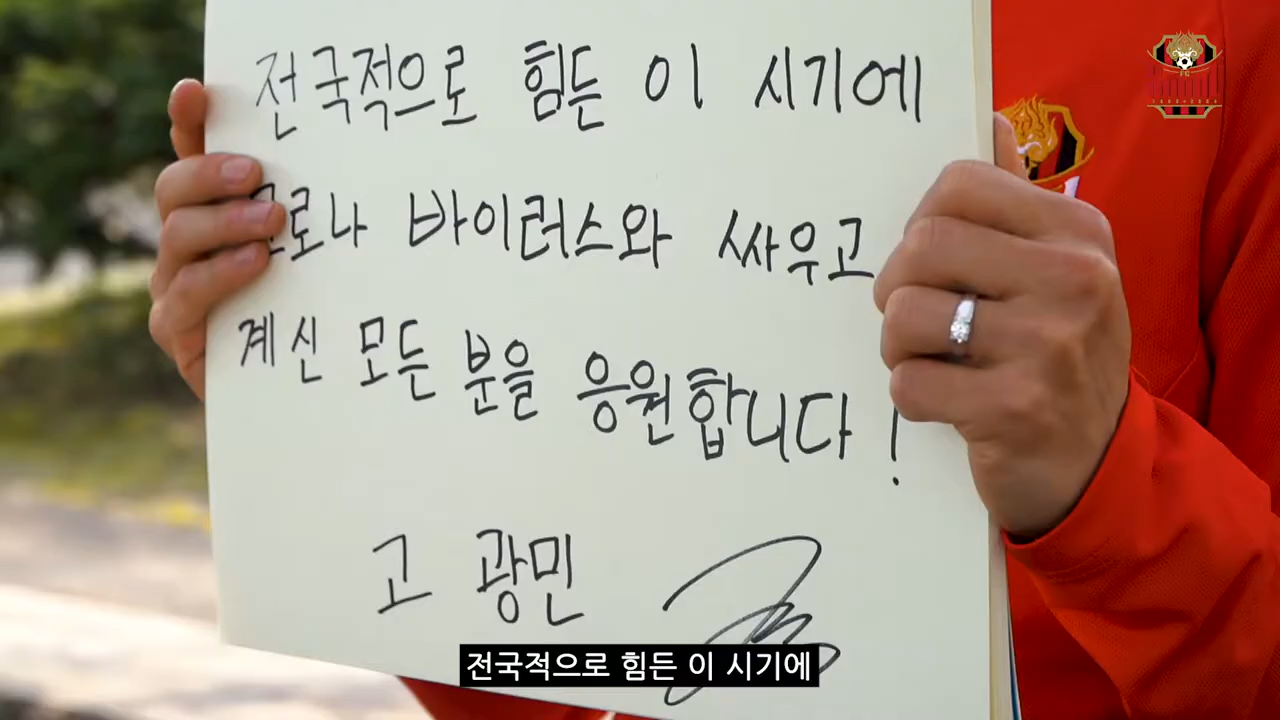 전국적으로 힘든 이 시기에
코로나 바이러스와 싸우고
계신 모든 분을 응원합니다!
고 광민
전국적으로 힘든 이 시기에